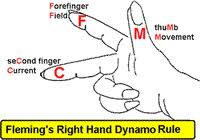 Forefinger
Field
thuMb
Movement
F
M
seCond finger
Current
C
Fleming's Right Hand Dynamo Rule